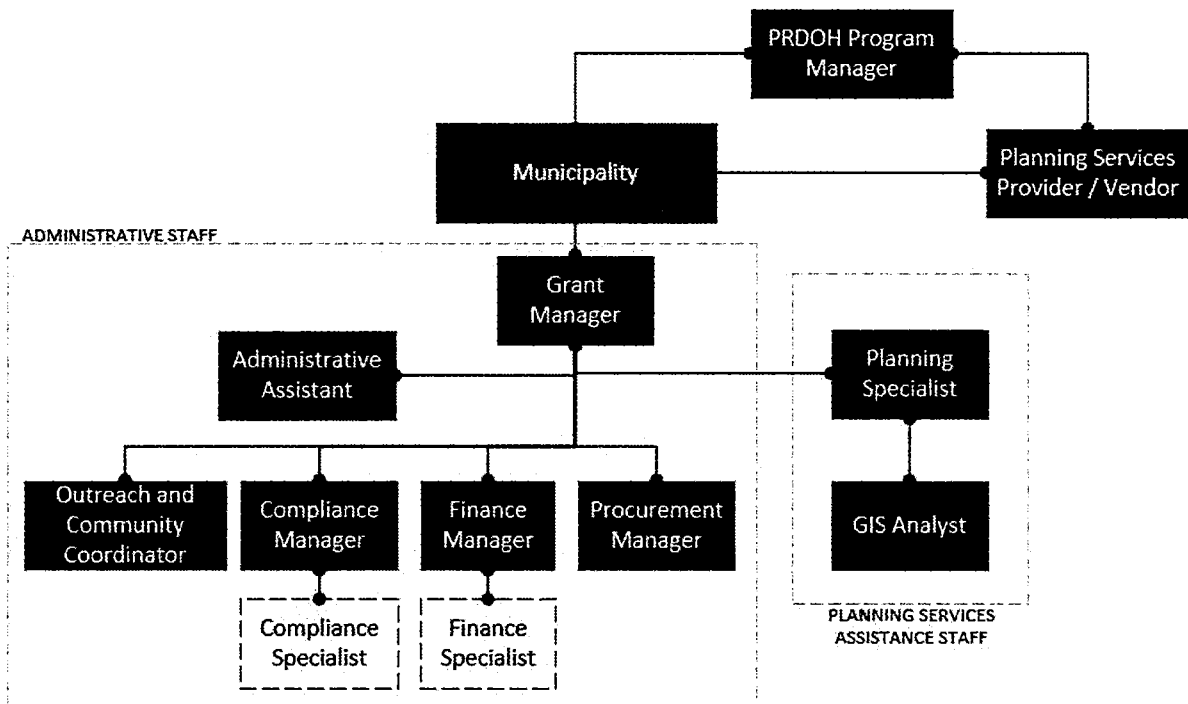 PRDOH Program
Manager
Municipality
Planning Services
Provider / Vendor
ADMINISTRATIVE STAFF
Grant
Manager
Administrative
Assistant
Planning
Specialist
Outreach and
Community
Coordinator
Compliance
Manager
Finance
Manager
Procurement
Manager
GIS Analyst
Compliance
Specialist
Finance
Specialist
PLANNING SERVICES
ASSISTANCE STAFF